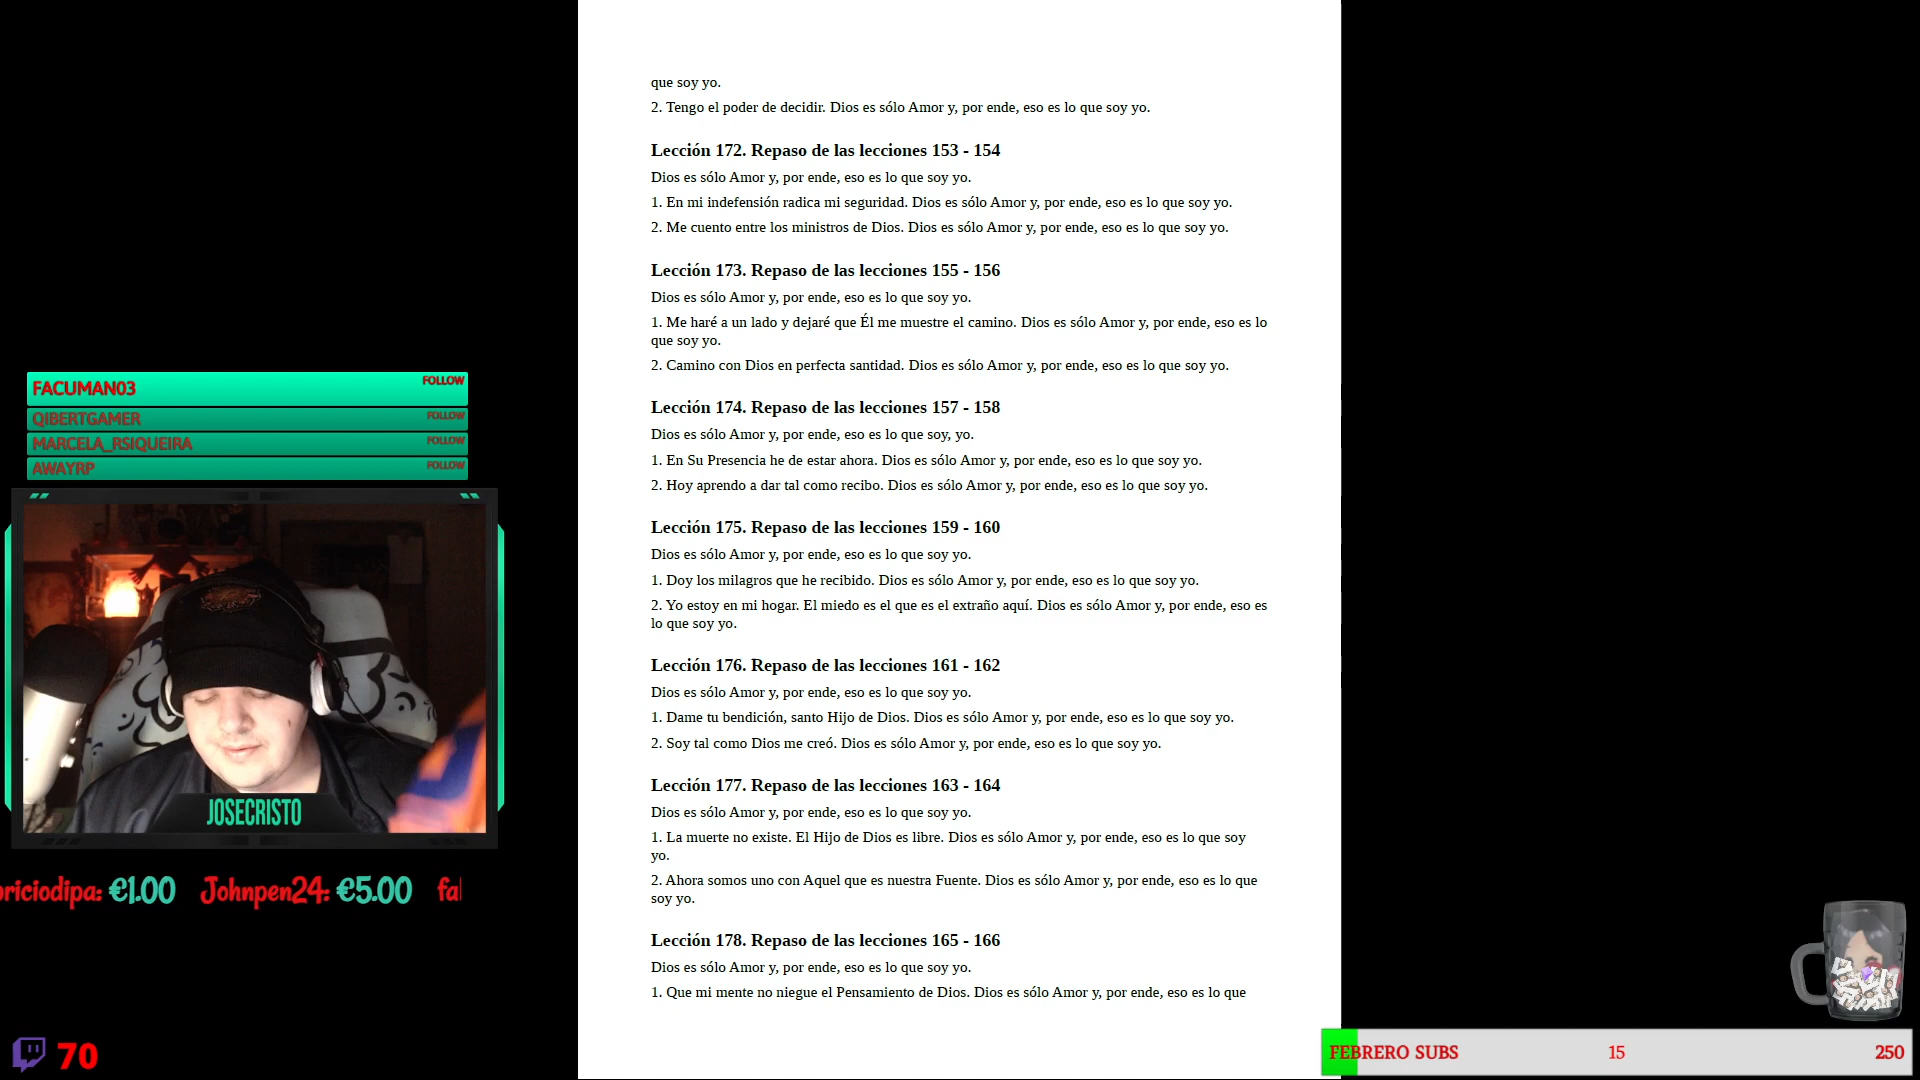 que soy yo.
2. Tengo el poder de decidir. Dios es sólo Amor y, por ende, eso es lo que soy yo.
Lección 172. Repaso de las lecciones 153 - 154
Dios es sólo Amor y, por ende, eso es lo que soy yo.
1. En mi indefensión radica mi seguridad. Dios es sólo Amor y, por ende, eso es lo que soy yo.
2. Me cuento entre los ministros de Dios. Dios es sólo Amor y, por ende, eso es lo que soy yo.
Lección 173. Repaso de las lecciones 155 - 156
Dios es sólo Amor y, por ende, eso es lo que soy yo.
1. Me haré a un lado y dejaré que Él me muestre el camino. Dios es sólo Amor y, por ende, eso es lo
que soy yo.
2. Camino con Dios en perfecta santidad. Dios es sólo Amor y, por ende, eso es lo que soy yo.
Lección 174. Repaso de las lecciones 157 - 158
Dios es sólo Amor y, por ende, eso es lo que soy, yo.
1. En Su Presencia he de estar ahora. Dios es sólo Amor y, por ende, eso es lo que soy yo.
2. Hoy aprendo a dar tal como recibo. Dios es sólo Amor y, por ende, eso es lo que soy yo.
Lección 175. Repaso de las lecciones 159 - 160
Dios es sólo Amor y, por ende, eso es lo que soy yo.
1. Doy los milagros que he recibido. Dios es sólo Amor y, por ende, eso es lo que soy yo.
2. Yo estoy en mi hogar. El miedo es el que es el extraño aquí. Dios es sólo Amor y, por ende, eso es
lo que soy yo.
Lección 176. Repaso de las lecciones 161 - 162
Dios es sólo Amor y, por ende, eso es lo que soy yo.
1. Dame tu bendición, santo Hijo de Dios. Dios es sólo Amor y, por ende, eso es lo que soy yo.
2. Soy tal como Dios me creó. Dios es sólo Amor y, por ende, eso es lo que soy yo.
Lección 177. Repaso de las lecciones 163 - 164
Dios es sólo Amor y, por ende, eso es lo que soy yo.
1. La muerte no existe. El Hijo de Dios es libre. Dios es sólo Amor y, por ende, eso es lo que soy
yo.
2. Ahora somos uno con Aquel que es nuestra Fuente. Dios es sólo Amor y, por ende, eso es lo que
soy yo.
Lección 178. Repaso de las lecciones 165 - 166
Dios es sólo Amor y, por ende, eso es lo que soy yo.
1. Que mi mente no niegue el Pensamiento de Dios. Dios es sólo Amor y, por ende, eso es lo que
FACUMAN03 FOLLOW
QIBERTGAMER FOLLOW
MARCELA_RSIQUEIRA FOLLOW
AWAYRP FOLLOW
JOSECRISTO
riciodipa: €1.00 Johnpen24: €5.00 fa
70
FEBRERO SUBS 15 250